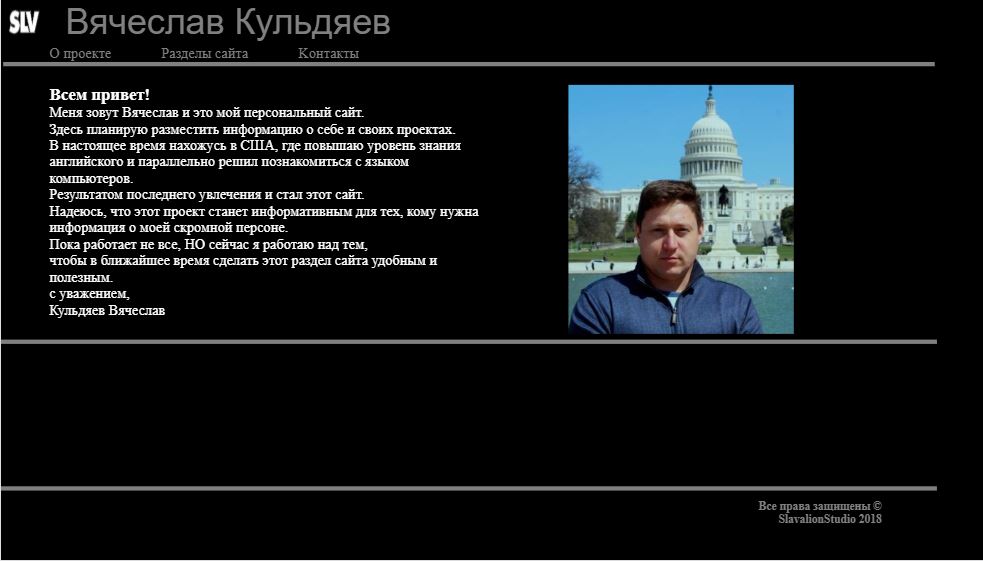 SLV
Вячеслав Кульдяев
О проекте Разделы сайта Контакты
Всем привет!
Меня зовут Вячеслав и это мой персональный сайт.
Здесь планирую разместить информацию о себе и своих проектах.
В настоящее время нахожусь в США, где повышаю уровень знания
английского и параллельно решил познакомиться с языком
компьютеров.
Результатом последнего увлечения и стал этот сайт.
Надеюсь, что этот проект станет информативным для тех, кому нужна
информация о моей скромной персоне.
Пока работает не все, НО сейчас я работаю над тем,
чтобы в ближайшее время сделать этот раздел сайта удобным и
полезным.
с уважением,
Кульдяев Вячеслав
Все права защищены ©
SlavalionStudio 2018